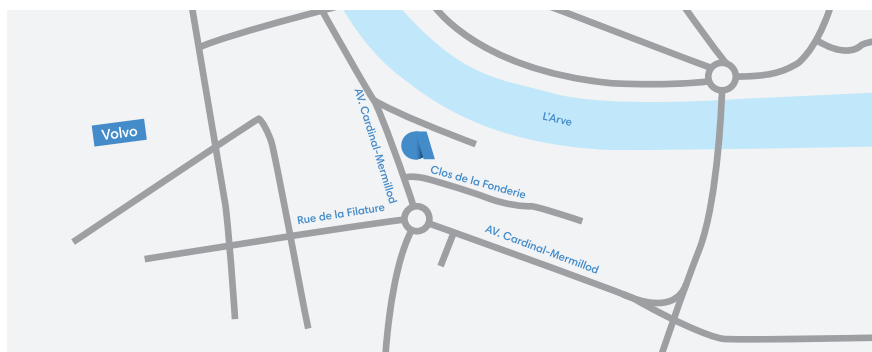 L'Arve
AV. Cardinal-Mermillod
Volvo
Clos de la Fonderie
Rue de la Filature
AV. Cardinal-Mermillod